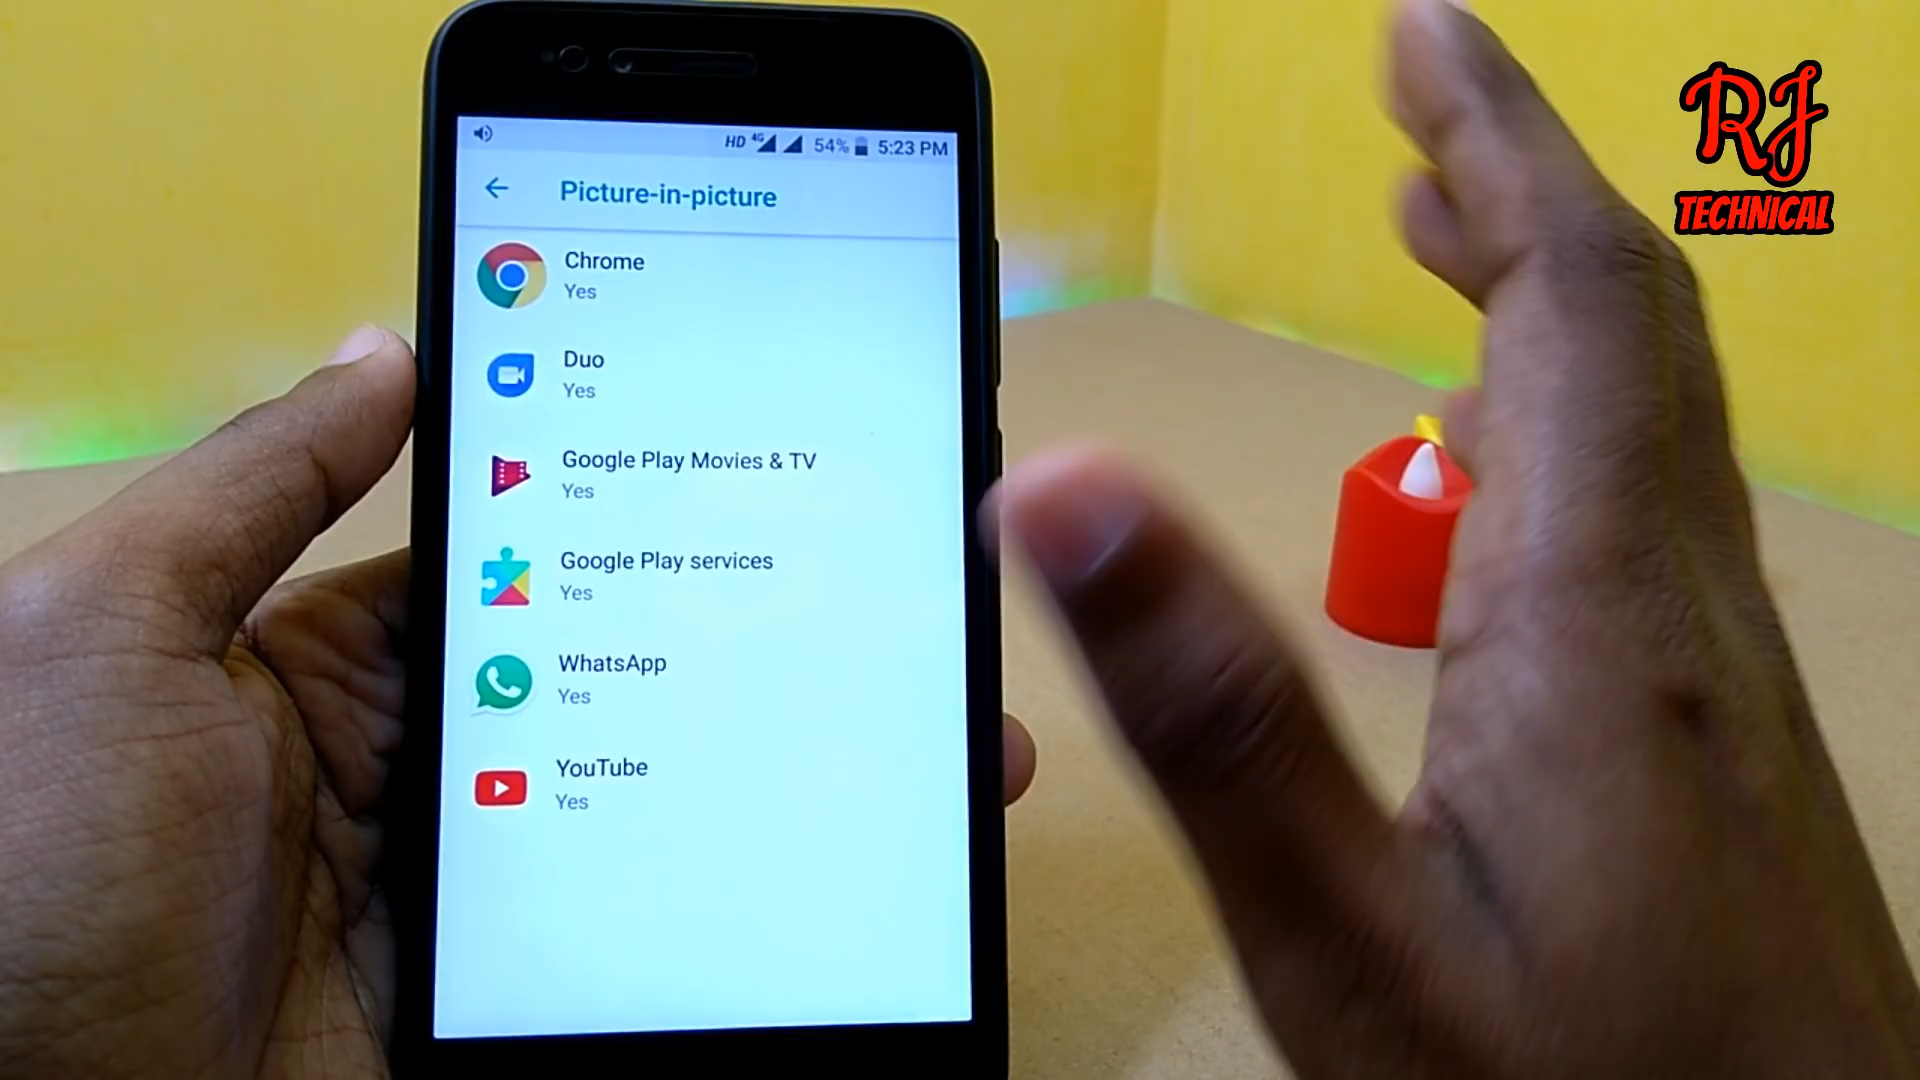 HD 4G 54% 5:23 PM
Picture-in-picture
Chrome
Yes
Duo
Yes
Google Play Movies & TV
Yes
Google Play services
Yes
WhatsApp
Yes
YouTube
Yes
RJ
TECHNICAL